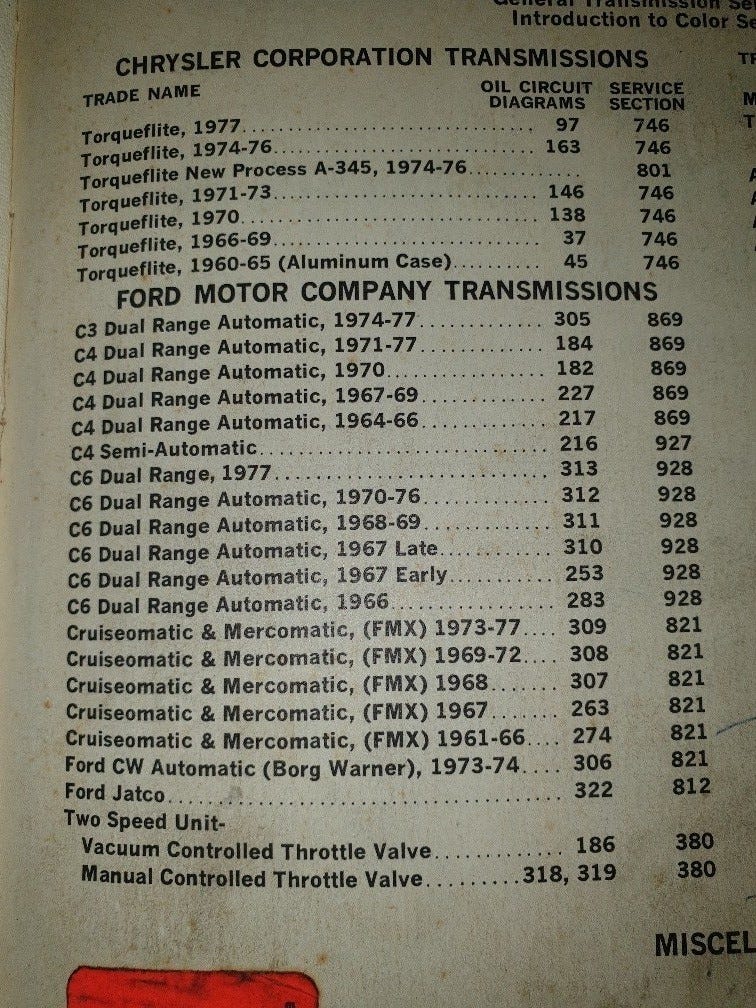 General Transmission Se
Introduction to Color Se
CHRYSLER CORPORATION TRANSMISSIONS
TRADE NAME OIL CIRCUIT DIAGRAMS SERVICE SECTION
Torqueflite, 1977 97 746
Torqueflite, 1974-76 163 746
Torqueflite New Process A-345, 1974-76 801
Torqueflite, 1971-73 146 746
Torqueflite, 1970 138 746
Torqueflite, 1966-69 37 746
Torqueflite, 1960-65 (Aluminum Case) 45 746
FORD MOTOR COMPANY TRANSMISSIONS
C3 Dual Range Automatic, 1974-77 305 869
C4 Dual Range Automatic, 1971-77 184 869
C4 Dual Range Automatic, 1970 182 869
C4 Dual Range Automatic, 1967-69 227 869
C4 Dual Range Automatic, 1964-66 217 869
C4 Semi-Automatic 216 927
C6 Dual Range, 1977 313 928
C6 Dual Range Automatic, 1970-76 312 928
C6 Dual Range Automatic, 1968-69 311 928
C6 Dual Range Automatic, 1967 Late 310 928
C6 Dual Range Automatic, 1967 Early 253 928
C6 Dual Range Automatic, 1966 283 928
Cruiseomatic & Mercomatic, (FMX) 1973-77 309 821
Cruiseomatic & Mercomatic, (FMX) 1969-72 308 821
Cruiseomatic & Mercomatic, (FMX) 1968 307 821
Cruiseomatic & Mercomatic, (FMX) 1967 263 821
Cruiseomatic & Mercomatic, (FMX) 1961-66 274 821
Ford CW Automatic (Borg Warner), 1973-74 306 821
Ford Jatco 322 812
Two Speed Unit-
Vacuum Controlled Throttle Valve 186 380
Manual Controlled Throttle Valve 318, 319 380
MISCEL